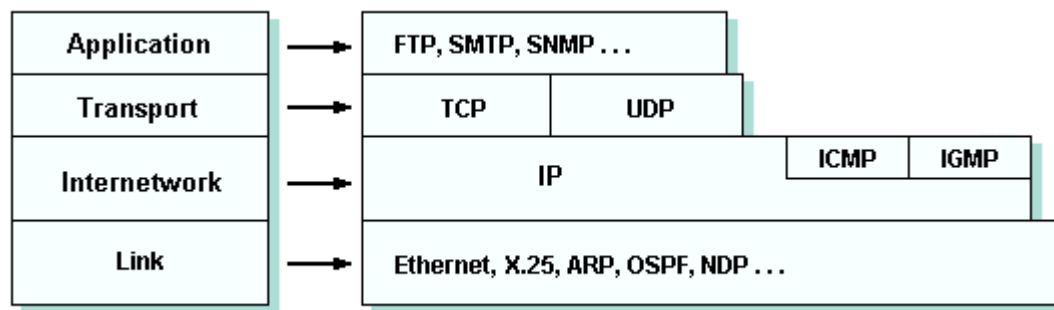 Application
FTP, SMTP, SNMP . . .
Transport
TCP
UDP
Internetwork
IP
ICMP
IGMP
Link
Ethernet, X.25, ARP, OSPF, NDP . . .